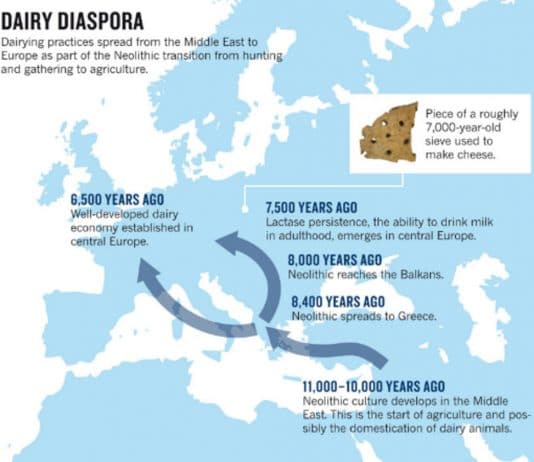 DAIRY DIASPORA
Dairying practices spread from the Middle East to
Europe as part of the Neolithic transition from hunting
and gathering to agriculture.
Piece of a roughly
7,000-year-old
sieve used to
make cheese.
6,500 YEARS AGO
Well-developed dairy
economy established in
central Europe.
7,500 YEARS AGO
Lactase persistence, the ability to drink milk
in adulthood, emerges in central Europe.
8,000 YEARS AGO
Neolithic reaches the Balkans.
8,400 YEARS AGO
Neolithic spreads to Greece.
11,000–10,000 YEARS AGO
Neolithic culture develops in the Middle
East. This is the start of agriculture and pos-
sibly the domestication of dairy animals.